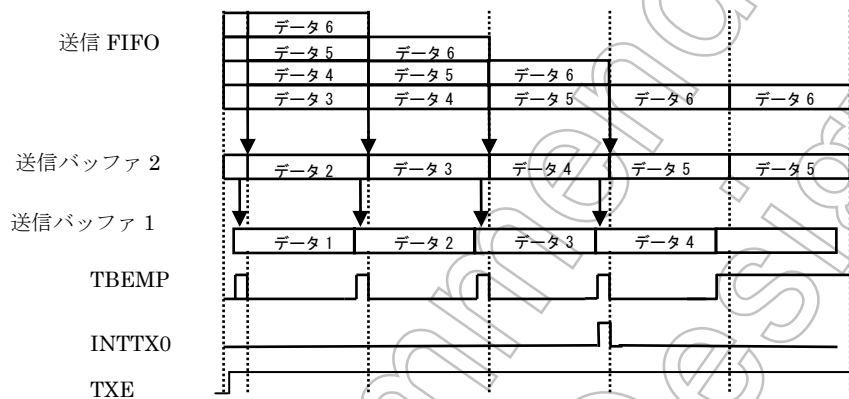 送信 FIFO
データ 6
データ 5 データ 6
データ 4 データ 5 データ 6
データ 3 データ 4 データ 5 データ 6 データ 6
送信バッファ 2
データ 2 データ 3 データ 4 データ 5 データ 5
送信バッファ 1
データ 1 データ 2 データ 3 データ 4
TBEMP
INTTX0
TXE